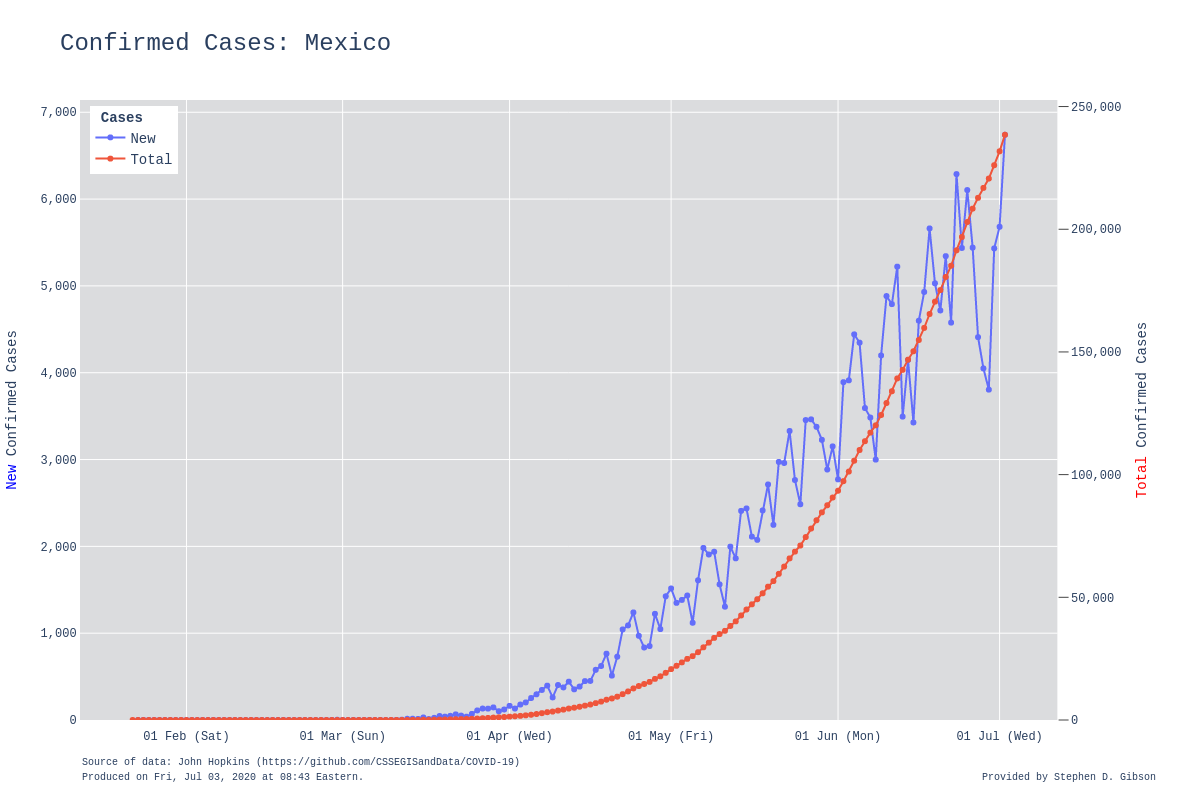 Confirmed Cases: Mexico
Cases
New
Total
7,000
6,000
5,000
4,000
3,000
2,000
1,000
0
250,000
200,000
150,000
100,000
50,000
0
New Confirmed Cases
Total Confirmed Cases
01 Feb (Sat) 01 Mar (Sun) 01 Apr (Wed) 01 May (Fri) 01 Jun (Mon) 01 Jul (Wed)
Source of data: John Hopkins (https://github.com/CSSEGISandData/COVID-19)
Produced on Fri, Jul 03, 2020 at 08:43 Eastern.
Provided by Stephen D. Gibson